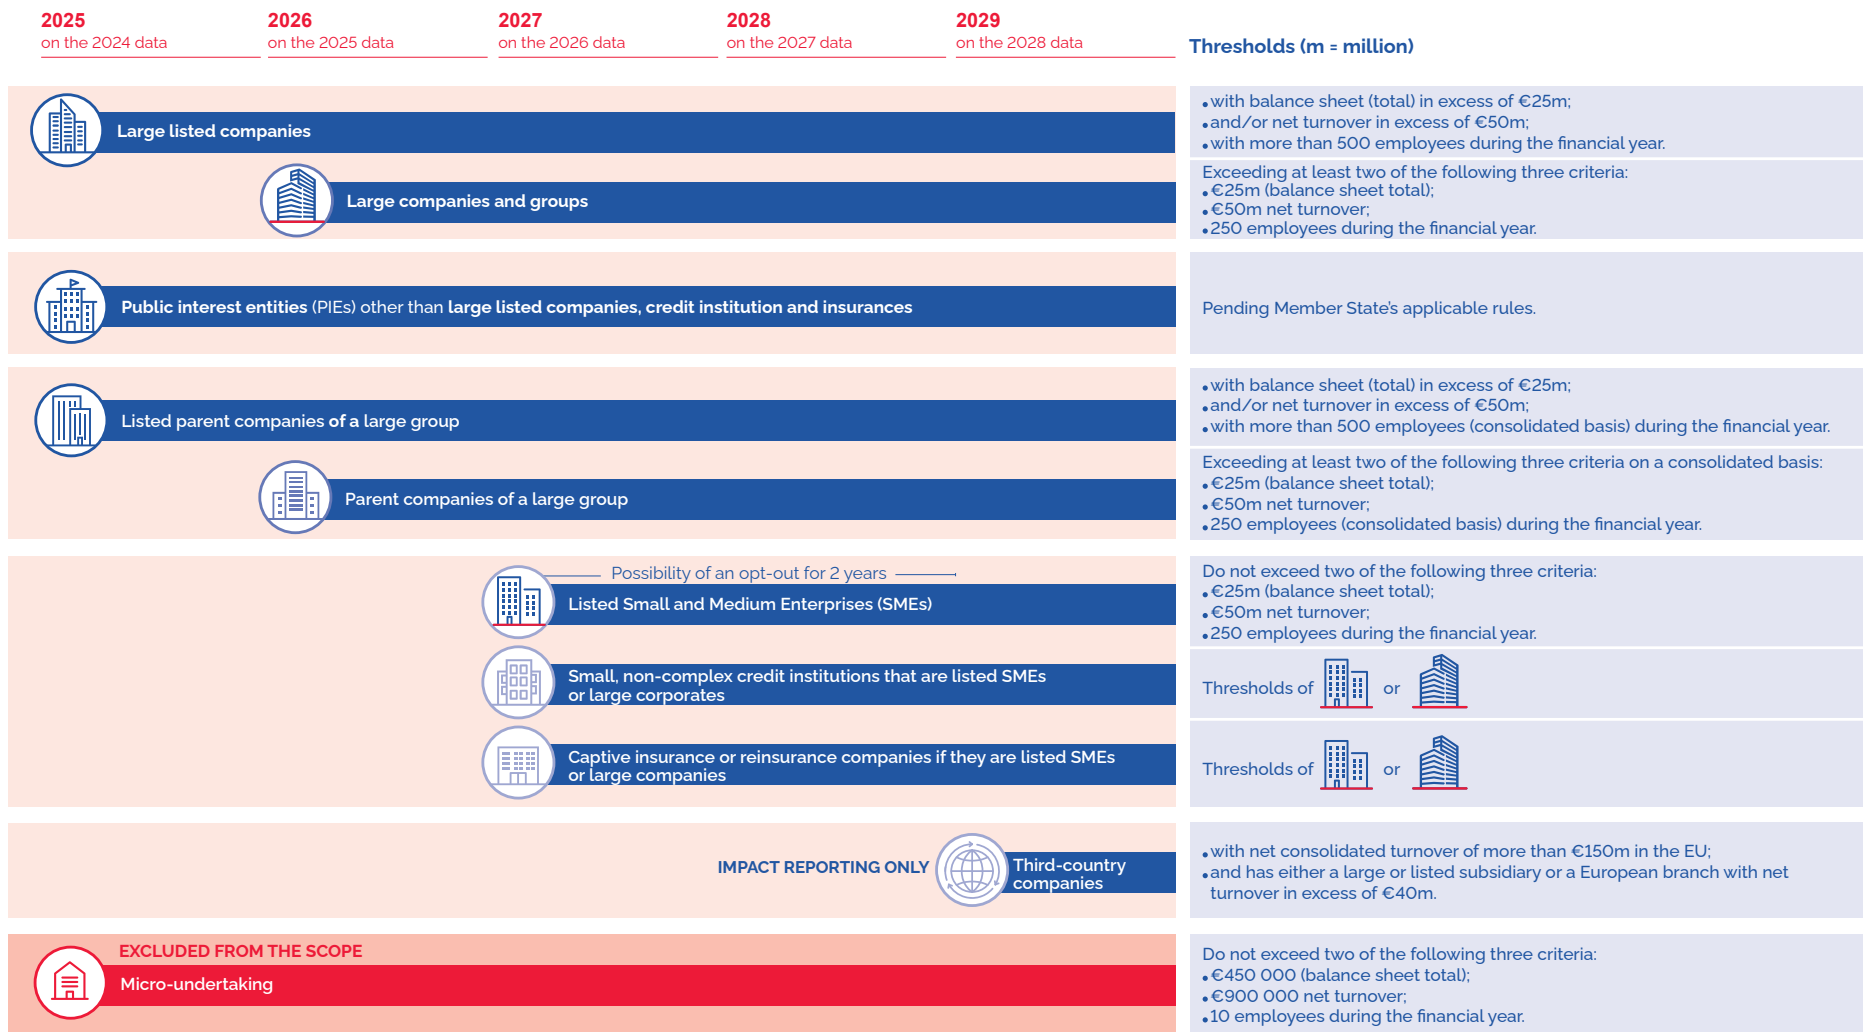 2025
on the 2024 data
2026
on the 2025 data
2027
on the 2026 data
2028
on the 2027 data
2029
on the 2028 data
Thresholds (m = million)
Large listed companies
• with balance sheet (total) in excess of €25m;
• and/or net turnover in excess of €50m;
• with more than 500 employees during the financial year.
Large companies and groups
Exceeding at least two of the following three criteria:
• €25m (balance sheet total);
• €50m net turnover;
• 250 employees during the financial year.
Public interest entities (PIEs) other than large listed companies, credit institution and insurances
Pending Member State's applicable rules.
Listed parent companies of a large group
• with balance sheet (total) in excess of €25m;
• and/or net turnover in excess of €50m;
• with more than 500 employees (consolidated basis) during the financial year.
Parent companies of a large group
Exceeding at least two of the following three criteria on a consolidated basis:
• €25m (balance sheet total);
• €50m net turnover;
• 250 employees (consolidated basis) during the financial year.
Possibility of an opt-out for 2 years
Listed Small and Medium Enterprises (SMEs)
Do not exceed two of the following three criteria:
• €25m (balance sheet total);
• €50m net turnover;
• 250 employees during the financial year.
Small, non-complex credit institutions that are listed SMEs
or large corporates
Thresholds of or
Captive insurance or reinsurance companies if they are listed SMEs
or large companies
Thresholds of or
IMPACT REPORTING ONLY
Third-country
companies
• with net consolidated turnover of more than €150m in the EU;
• and has either a large or listed subsidiary or a European branch with net
turnover in excess of €40m.
EXCLUDED FROM THE SCOPE
Micro-undertaking
Do not exceed two of the following three criteria:
• €450 000 (balance sheet total);
• €900 000 net turnover;
• 10 employees during the financial year.